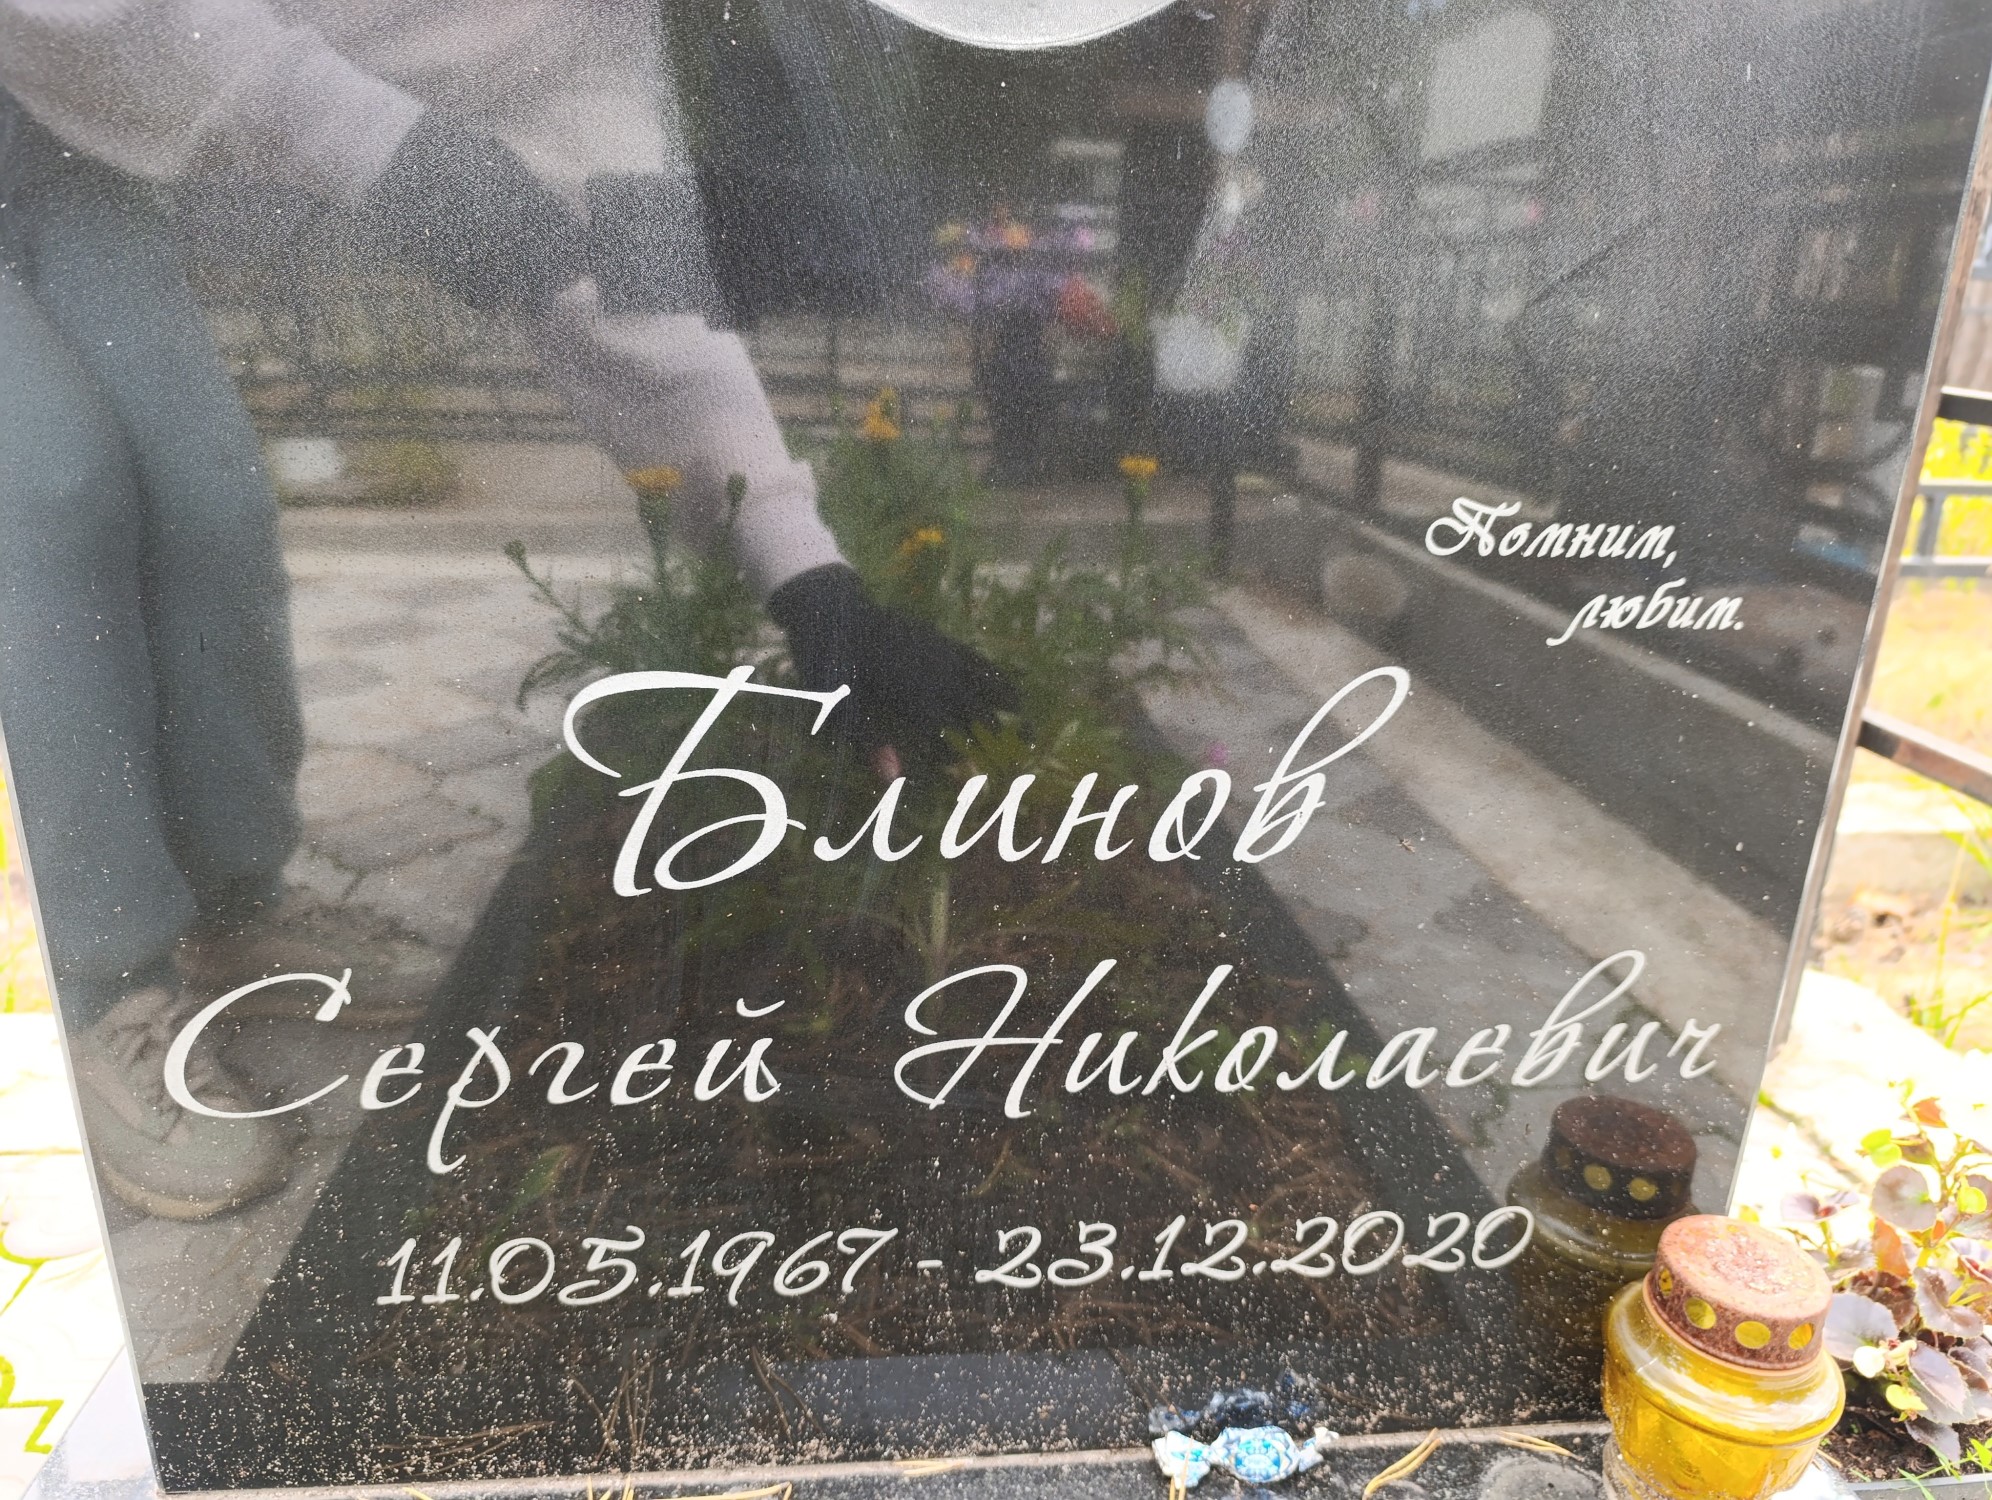 Помним,
любим.
Блинов
Сергей Николаевич
11.05.1967 - 23.12.2020